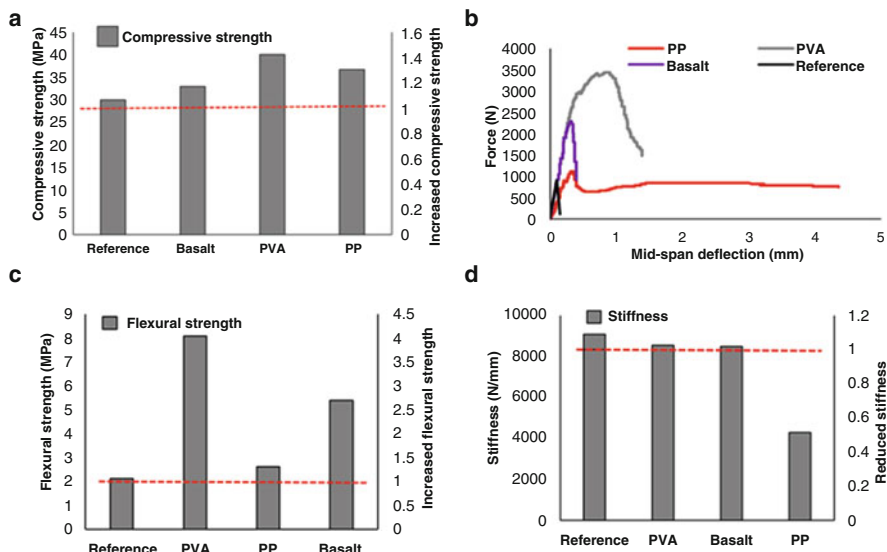 a
Compressive strength
Compressive strength (MPa)
45
40
35
30
25
20
15
10
5
0
1.6
1.4
1.2
1
0.8
0.6
0.4
0.2
0
Increased compressive strength
Reference Basalt PVA PP
b
PP PVA
Basalt Reference
Force (N)
4000
3500
3000
2500
2000
1500
1000
500
0
0 1 2 3 4 5
Mid-span deflection (mm)
c
Flexural strength
Flexural strength (MPa)
9
8
7
6
5
4
3
2
1
0
4.5
4
3.5
3
2.5
2
1.5
1
0.5
0
Increased flexural strength
Reference PVA PP Basalt
d
Stiffness
Stiffness (N/mm)
10000
8000
6000
4000
2000
0
1.2
1
0.8
0.6
0.4
0.2
0
Reduced stiffness
Reference PVA Basalt PP